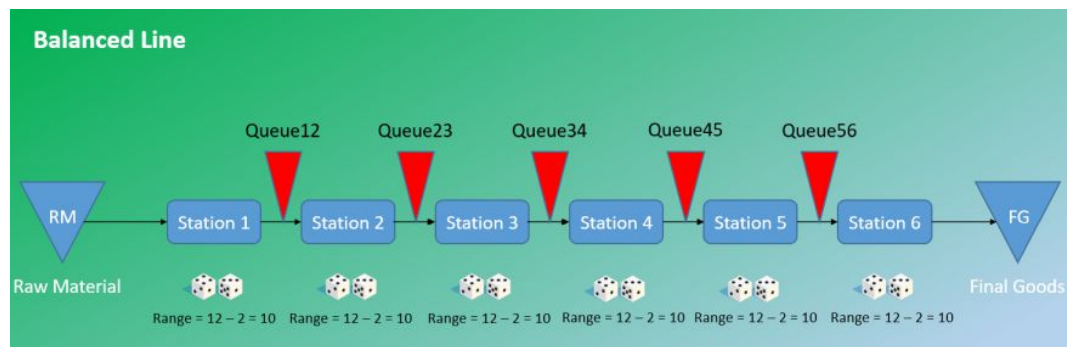 Balanced Line
Queue12 Queue23 Queue34 Queue45 Queue56
RM Station 1 Station 2 Station 3 Station 4 Station 5 Station 6 FG
Raw Material Final Goods
Range = 12 – 2 = 10 Range = 12 – 2 = 10 Range = 12 – 2 = 10 Range = 12 – 2 = 10 Range = 12 – 2 = 10 Range = 12 – 2 = 10